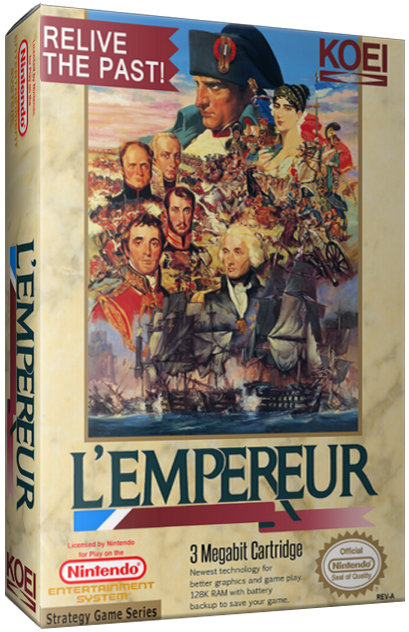 RELIVE
THE PAST!
KOEI
L'EMPEREUR
Licensed by Nintendo
for Play on the
Nintendo
ENTERTAINMENT
SYSTEM
Strategy Game Series
3 Megabit Cartridge
Newest technology for
better graphics and game play.
128K RAM with battery
backup to save your game.
Official
Nintendo
Seal of Quality
REV-A
Nintendo
L'EMPEREUR
KOEI